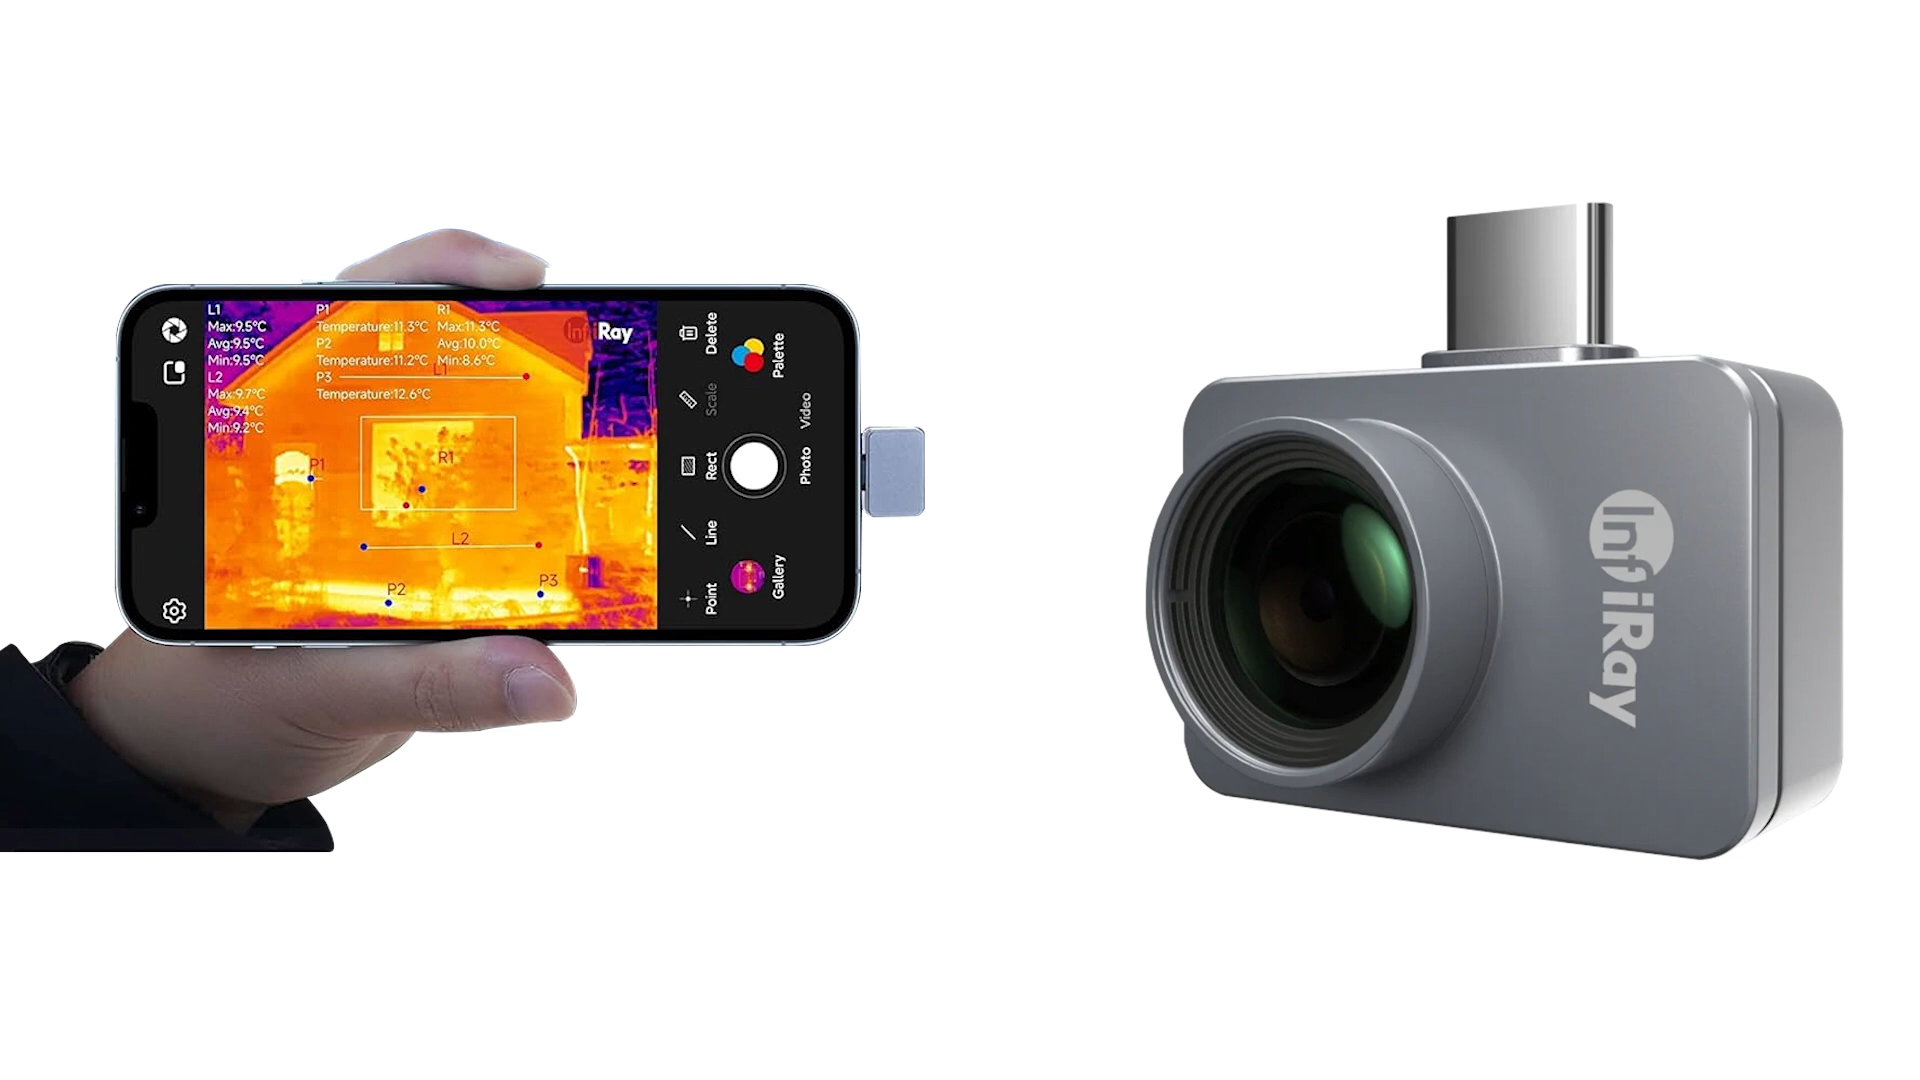 L1
Max:9.5°C
Avg:9.5°C
Min:9.5°C
L2
Max:9.7°C
Avg:9.4°C
Min:9.2°C
P1
Temperature:11.3°C
P2
Temperature:11.2°C
P3
Temperature:12.6°C
R1
Max:11.3°C
Avg:10.0°C
Min:8.6°C
InfiRay
L1
P1
R1
L2
P2
P3
Delete
Scale
Rect
Line
Point
Palette
Gallery
Video
Photo
InfiRay